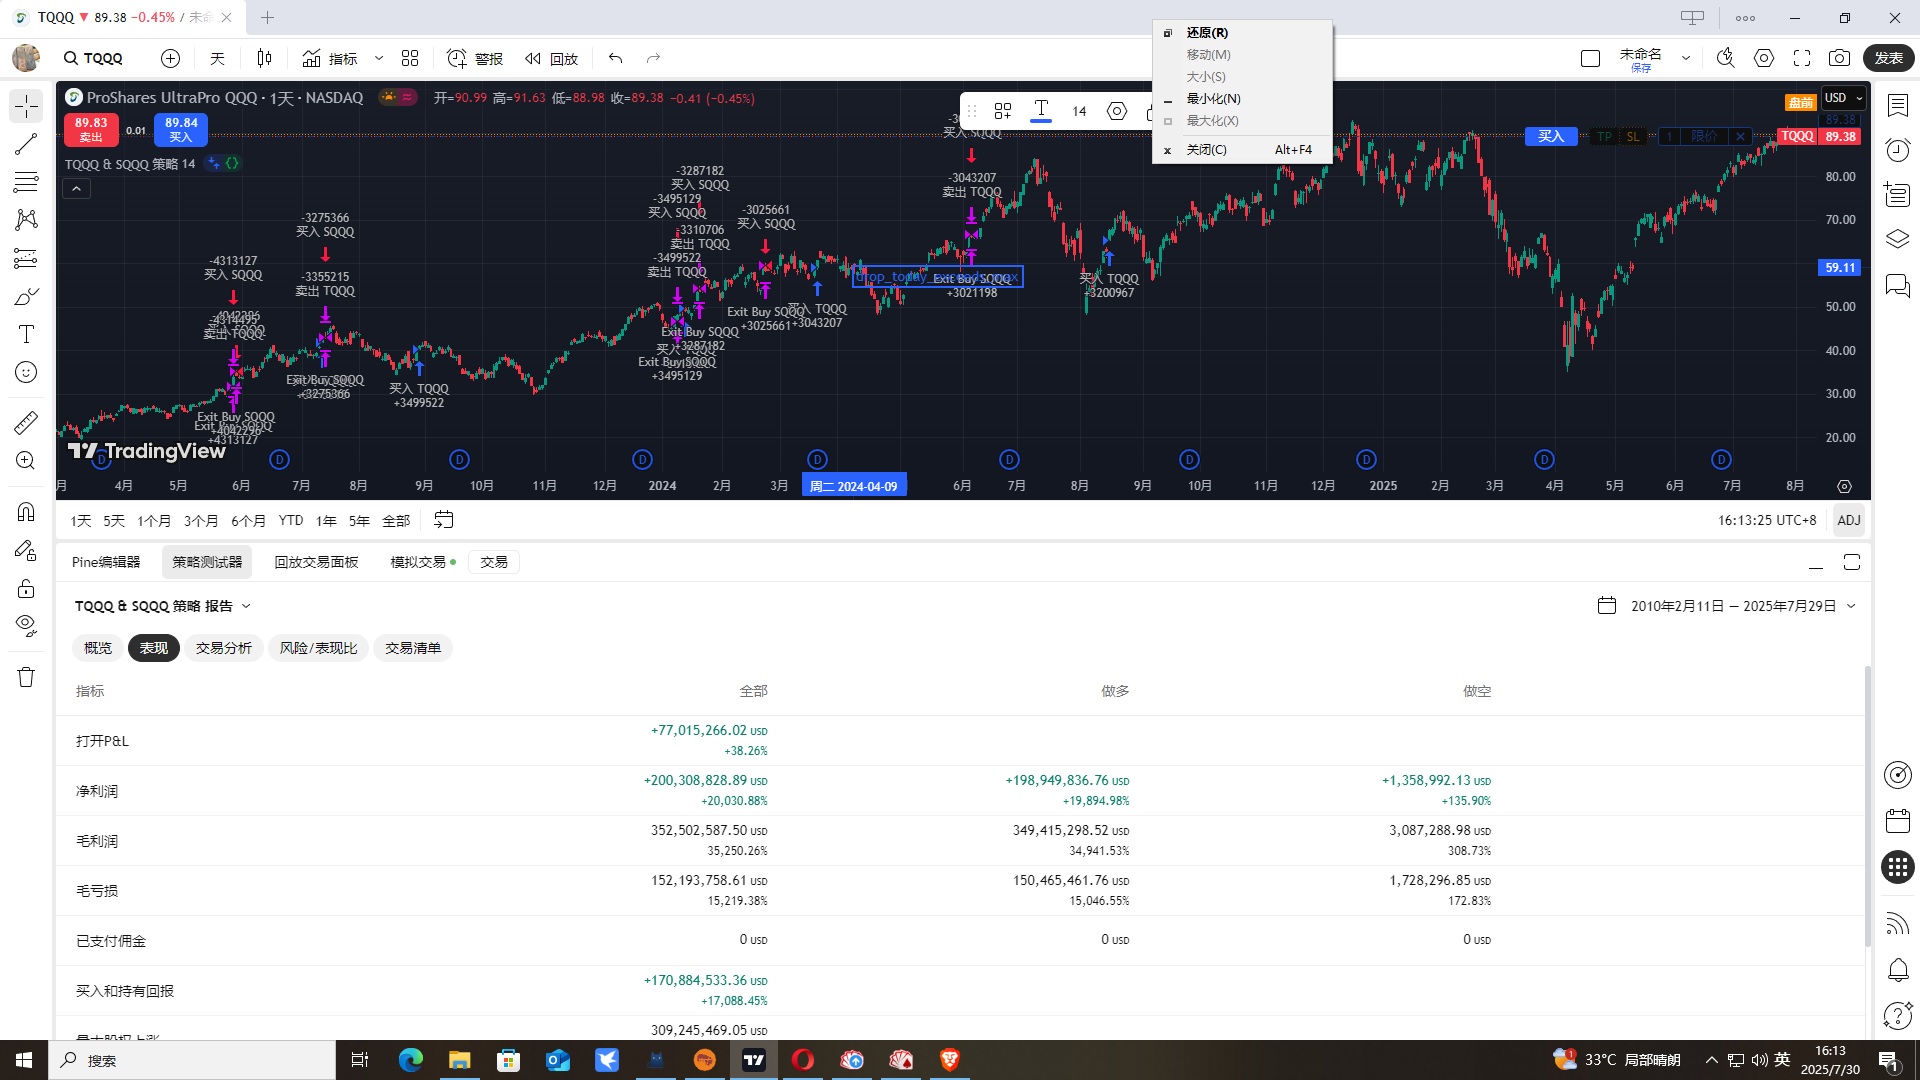 TQQQ ▼ 89.38 −0.45% / 未命
TQQQ
天
指标
警报
回放
未命名
保存
发表
还原(R)
移动(M)
大小(S)
最小化(N)
最大化(X)
关闭(C) Alt+F4
ProShares UltraPro QQQ · 1天 · NASDAQ
开=90.99 高=91.63 低=88.98 收=89.38 −0.41 (−0.45%)
89.83
卖出
0.01
89.84
买入
TQQQ & SQQQ 策略 14
14
盘前
USD
89.38
买入
TP SL
1 限价
TQQQ 89.38
80.00
70.00
59.11
50.00
40.00
30.00
20.00
-4313127
买入 SQQQ
-4314495
卖出 TQQQ
Exit Buy SQQQ
+4042296
+4313127
-3275366
买入 SQQQ
-3355215
卖出 TQQQ
Exit Buy SQQQ
+3275366
买入 TQQQ
+3499522
-3287182
买入 SQQQ
-3495129
买入 SQQQ
-3310706
卖出 TQQQ
-3499522
卖出 TQQQ
Exit Buy SQQQ
+3287182
+3495129
-3025661
买入 SQQQ
Exit Buy SQQQ
+3025661
买入 TQQQ
+3043207
买入 SQQQ
-3043207
卖出 TQQQ
Exit Buy SQQQ
+3021198
买入 TQQQ
+3200967
TradingView
D D D D D D D D D D
月 4月 5月 6月 7月 8月 9月 10月 11月 12月 2024 2月 3月 周二 2024-04-09 6月 7月 8月 9月 10月 11月 12月 2025 2月 3月 4月 5月 6月 7月 8月
1天 5天 1个月 3个月 6个月 YTD 1年 5年 全部
16:13:25 UTC+8 ADJ
Pine编辑器 策略测试器 回放交易面板 模拟交易 交易
TQQQ & SQQQ 策略 报告
2010年2月11日 — 2025年7月29日
概览 表现 交易分析 风险/表现比 交易清单
指标 全部 做多 做空
打开P&L
+77,015,266.02 USD
+38.26%
净利润
+200,308,828.89 USD +198,949,836.76 USD +1,358,992.13 USD
+20,030.88% +19,894.98% +135.90%
毛利润
352,502,587.50 USD 349,415,298.52 USD 3,087,288.98 USD
35,250.26% 34,941.53% 308.73%
毛亏损
152,193,758.61 USD 150,465,461.76 USD 1,728,296.85 USD
15,219.38% 15,046.55% 172.83%
已支付佣金 0 USD 0 USD 0 USD
买入和持有回报
+170,884,533.36 USD
+17,088.45%
309,245,469.05 USD
搜索
33°C 局部晴朗
英
16:13
2025/7/30